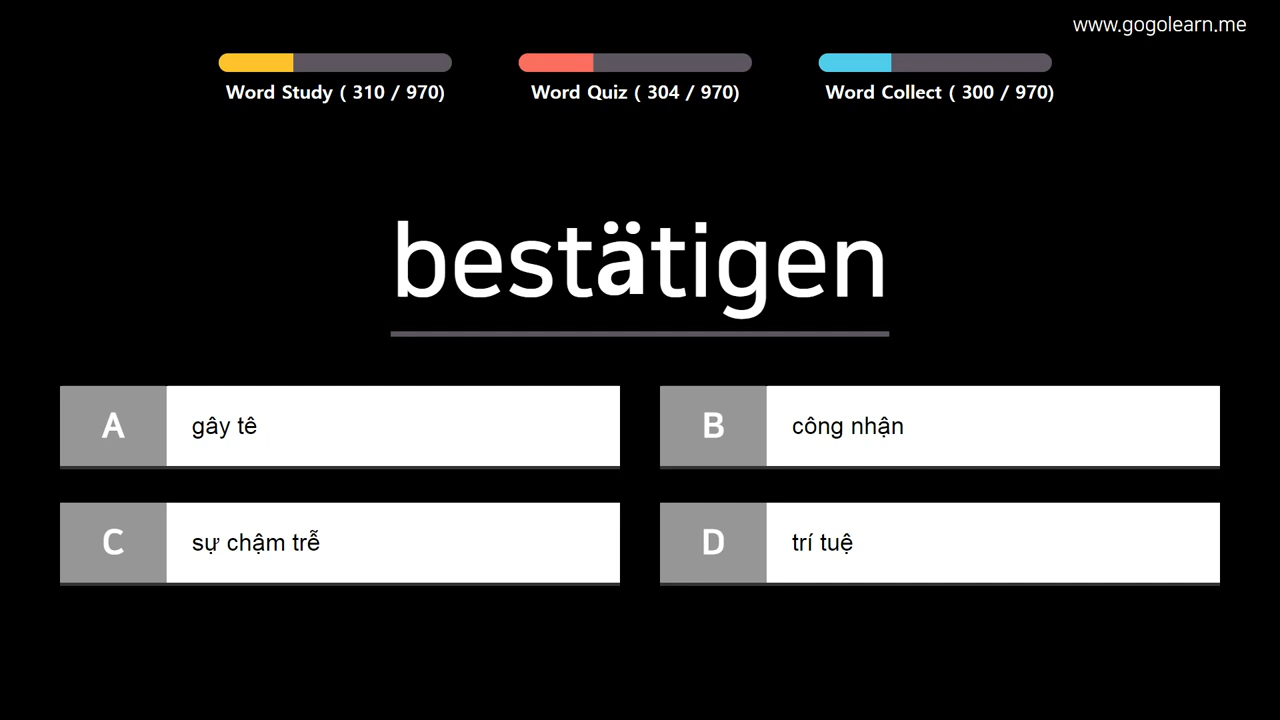 www.gogolearn.me
Word Study ( 310 / 970)
Word Quiz ( 304 / 970)
Word Collect ( 300 / 970)
bestätigen
A gây tê
B công nhận
C sự chậm trễ
D trí tuệ